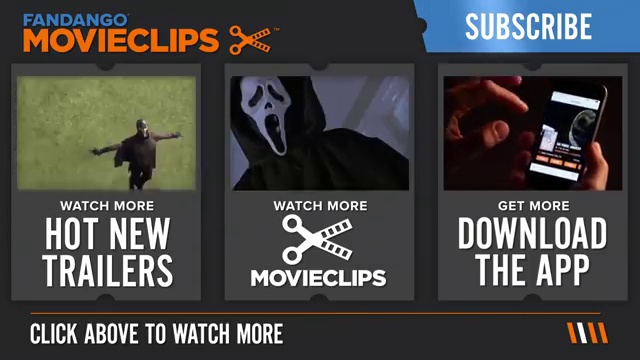 FANDANGO
MOVIECLIPS™
SUBSCRIBE
WATCH MORE
HOT NEW
TRAILERS
WATCH MORE
MOVIECLIPS
GET MORE
DOWNLOAD
THE APP
CLICK ABOVE TO WATCH MORE